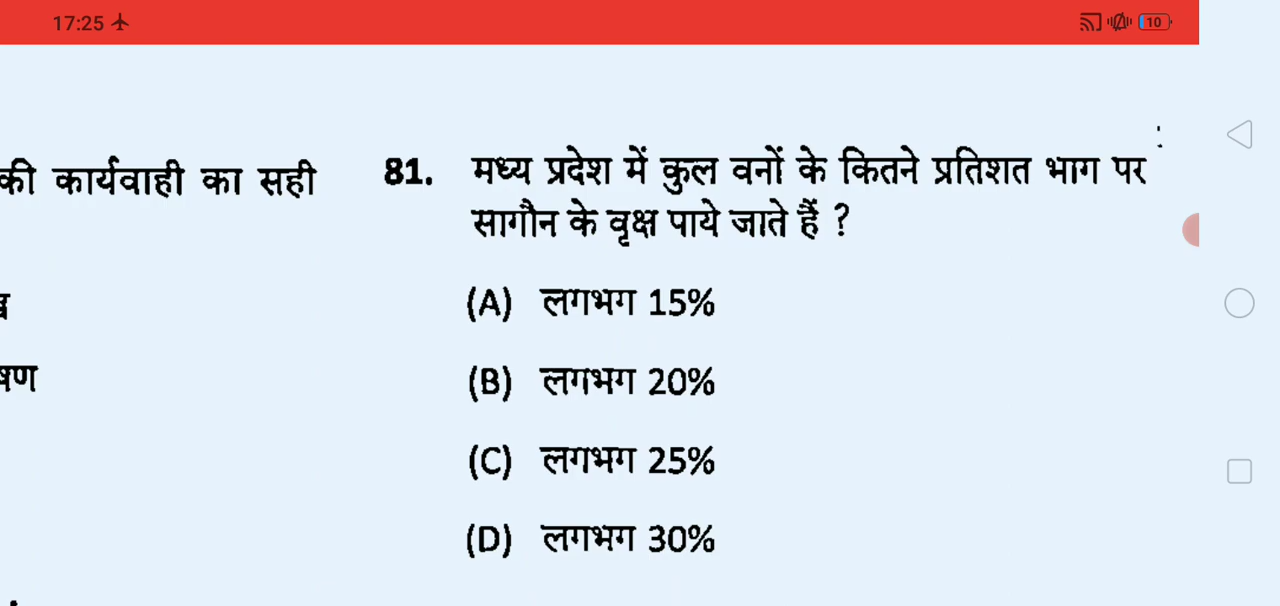 17:25
10
की कार्यवाही का सही
षण
81. मध्य प्रदेश में कुल वनों के कितने प्रतिशत भाग पर
सागौन के वृक्ष पाये जाते हैं ?
(A) लगभग 15%
(B) लगभग 20%
(C) लगभग 25%
(D) लगभग 30%